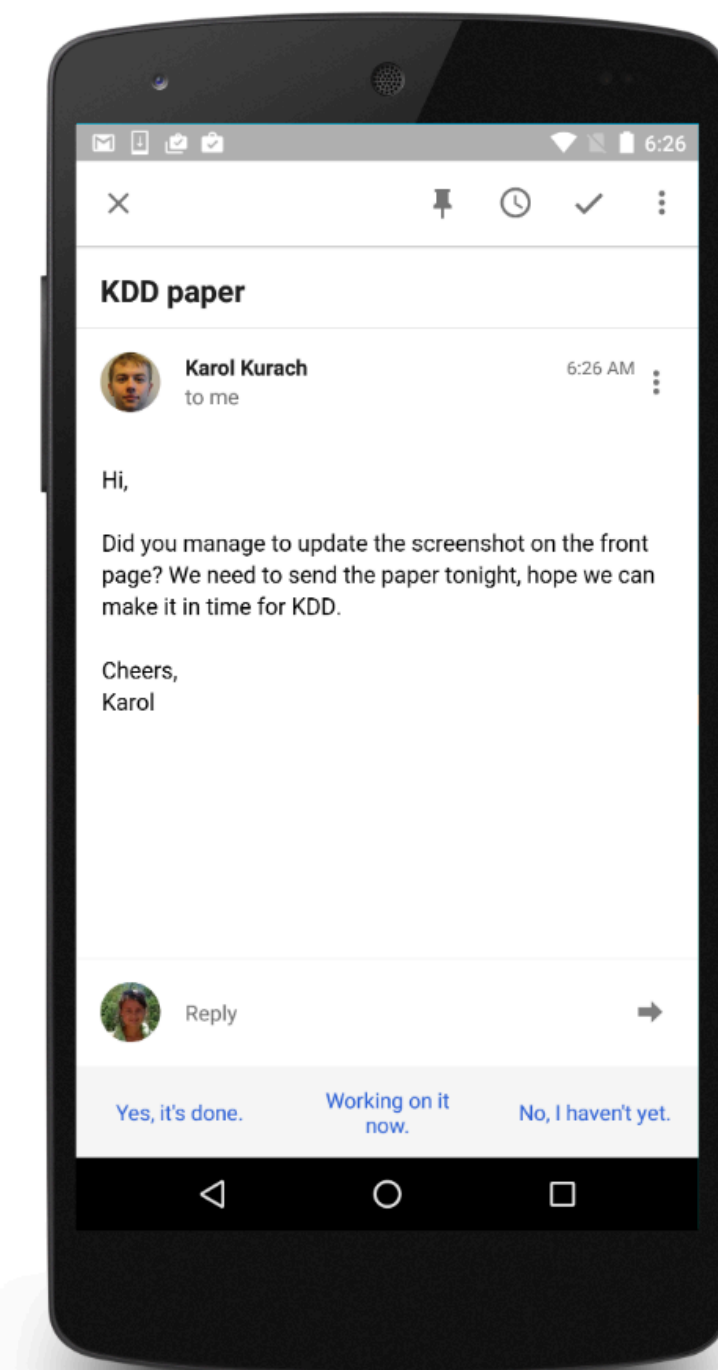 6:26
KDD paper
Karol Kurach
6:26 AM
to me
Hi,
Did you manage to update the screenshot on the front
page? We need to send the paper tonight, hope we can
make it in time for KDD.
Cheers,
Karol
Reply
Yes, it's done.
Working on it
now.
No, I haven't yet.